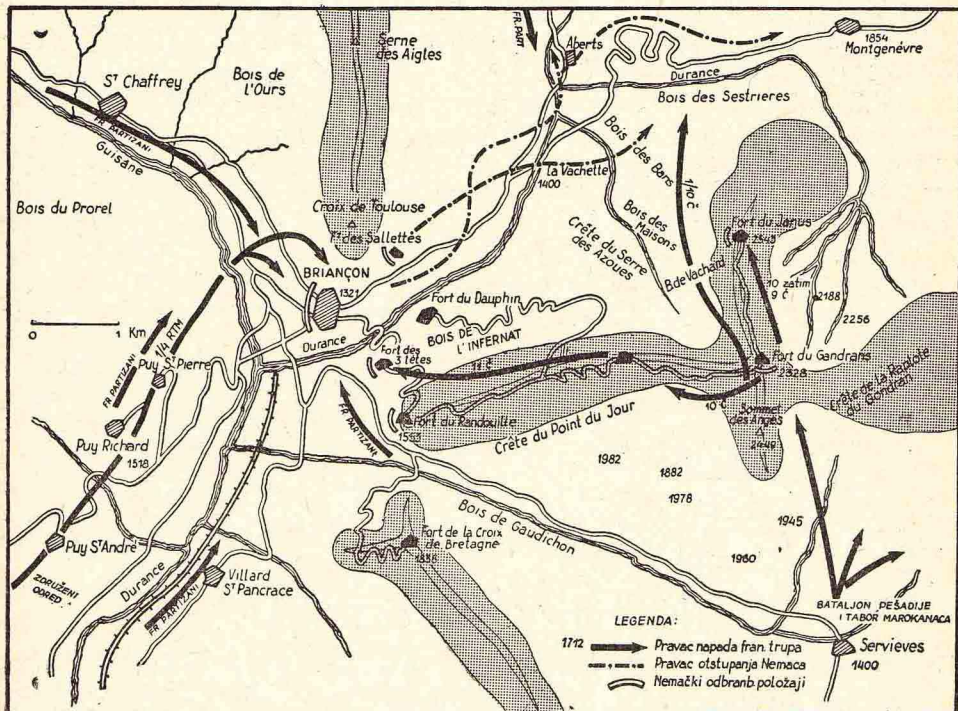 Serne
des Aigles
FR. PART
Aberts
1854
Montgenévre
St Chaffrey
Bois de
l'Ours
FR PARTIZANI
Guisane
Durance
Bois des Sestrieres
Bois des Bans
la Vachette
1400
1/10 č
Bois du Prorel
Croix de Toulouse
Ft des Sallettes
Bois des
Maisons
Crête du Serre
des Azoues
Fort du Janus
2543
B.de Vachard
10 zatim
9 Č
2188
2256
BRIANÇON
1321
Fort du Dauphin
BOIS DE
L'INFERNAT
1 Km
Durance
FR PARTIZANI
1/4 RTM
Puy St Pierre
Fort des
3 têtes
11 č
Fort du Gandrans
2328
10 č
Crête de la Raplote
du Gondran
Sommet
des Anges
2449
FR PARTIZANI
Fort du Randouille
1553
Crête du Point du Jour
Puy Richard
1518
1982
1882
1978
1945
1960
Bois de Gaudichon
Puy St André
Fort de la Croix
de Bretagne
ZDRUŽENI
ODRED
Durance
FR PARTIZANI
Villard
St Pancrace
BATALJON PEŠADIJE
I TABOR MAROKANACA
Servieves
1400
LEGENDA:
1712
Pravac napada fran. trupa
Pravac otstupanja Nemaca
Nemački odbranb. položaji